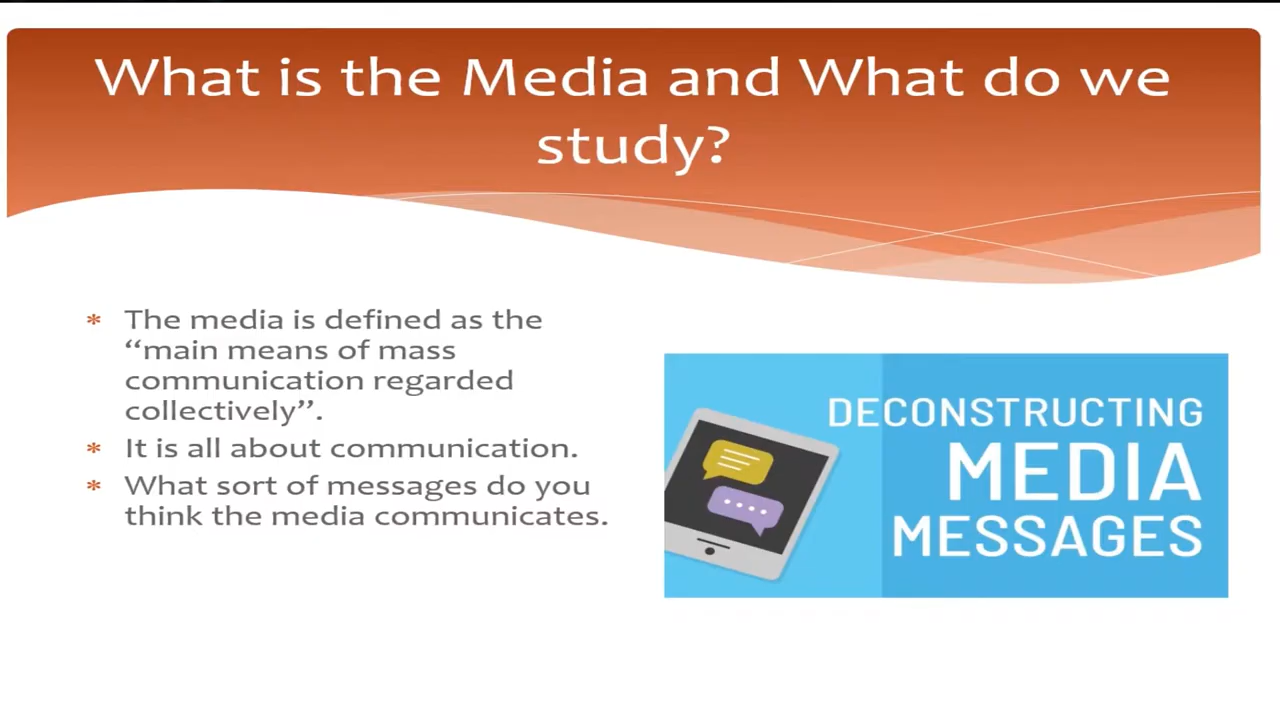 What is the Media and What do we
study?
* The media is defined as the
“main means of mass
communication regarded
collectively”.
* It is all about communication.
* What sort of messages do you
think the media communicates.
DECONSTRUCTING
MEDIA
MESSAGES